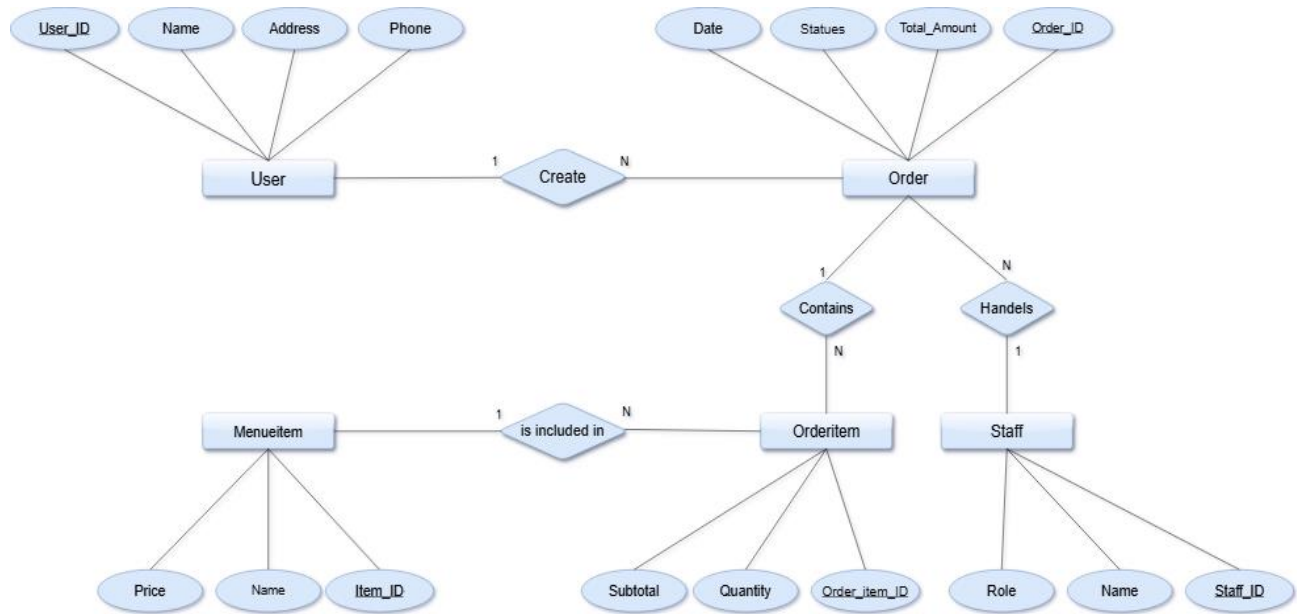 User_ID
Name
Address
Phone
Date
Statues
Total_Amount
Order_ID
User
1
Create
N
Order
1
N
Contains
Handels
N
1
Menueitem
1
is included in
N
Orderitem
Staff
Price
Name
Item_ID
Subtotal
Quantity
Order_item_ID
Role
Name
Staff_ID